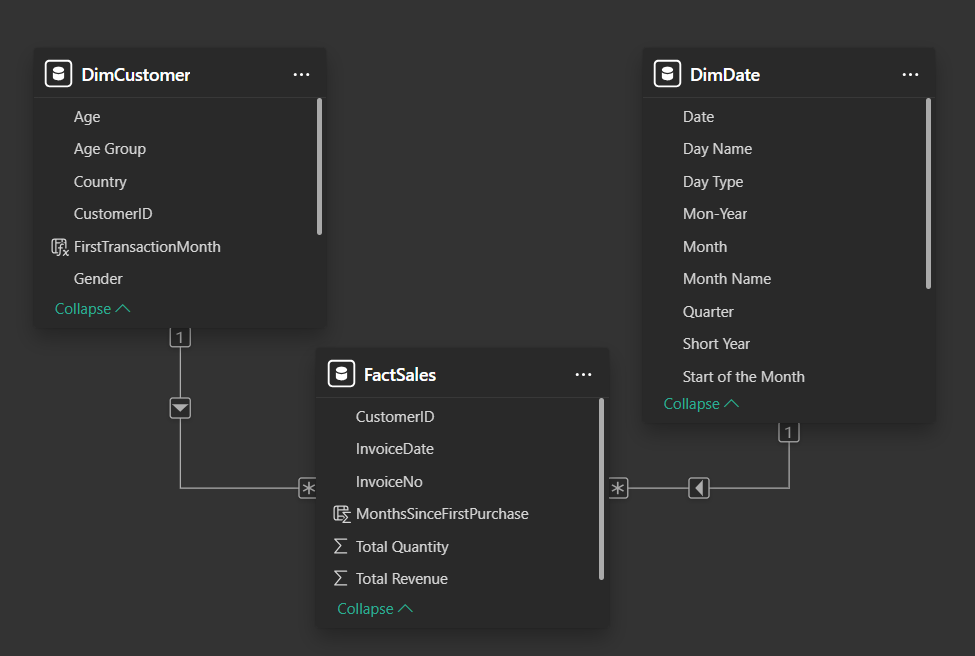 DimCustomer
Age
Age Group
Country
CustomerID
FirstTransactionMonth
Gender
Collapse
1
DimDate
Date
Day Name
Day Type
Mon-Year
Month
Month Name
Quarter
Short Year
Start of the Month
Collapse
1
FactSales
CustomerID
InvoiceDate
InvoiceNo
MonthsSinceFirstPurchase
Total Quantity
Total Revenue
Collapse
*
*